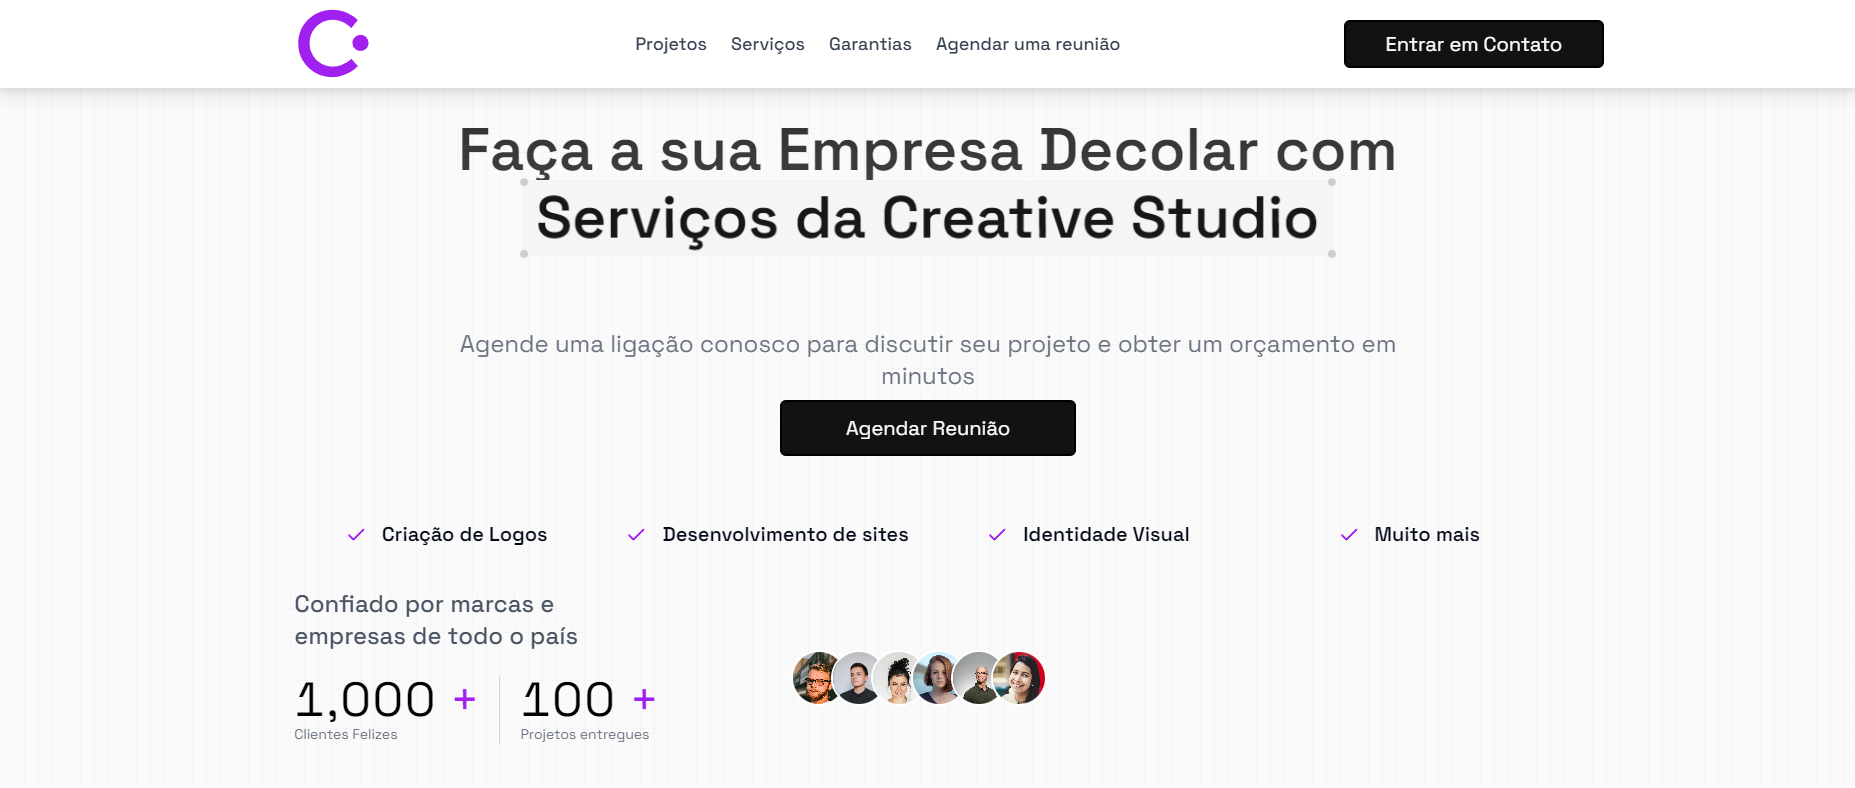 Projetos Serviços Garantias Agendar uma reunião Entrar em Contato
Faça a sua Empresa Decolar com
Serviços da Creative Studio
Agende uma ligação conosco para discutir seu projeto e obter um orçamento em
minutos
Agendar Reunião
Criação de Logos Desenvolvimento de sites Identidade Visual Muito mais
Confiado por marcas e
empresas de todo o país
1,000 + 100 +
Clientes Felizes Projetos entregues